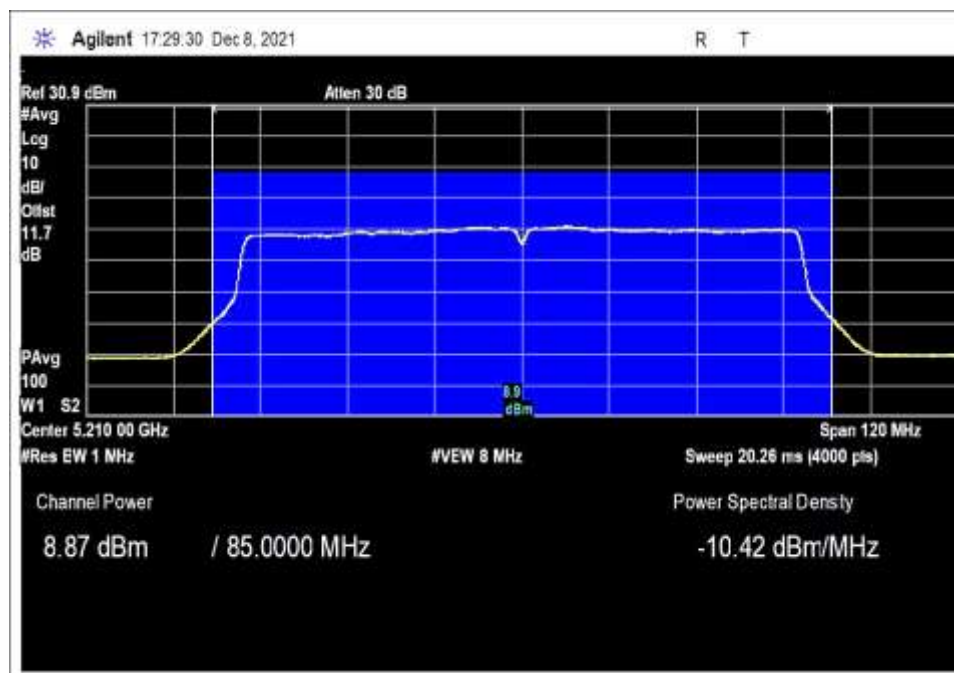 Agilent 17:29:30 Dec 8, 2021 R T
Ref 30.9 dBm Atten 30 dB
#Avg
Log
10
dB/
Offst
11.7
dB
PAvg
100
W1 S2
8.9
dBm
Center 5.210 00 GHz Span 120 MHz
#Res EW 1 MHz #VEW 8 MHz Sweep 20.26 ms (4000 pts)
Channel Power Power Spectral Density
8.87 dBm / 85.0000 MHz -10.42 dBm/MHz